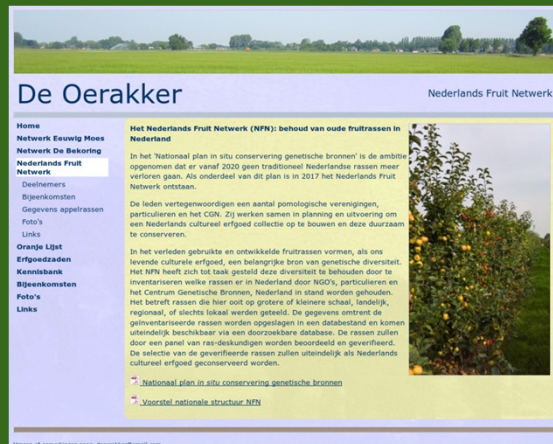 De Oerakker
Nederlands Fruit Netwerk
Home
Netwerk Eeuwig Moes
Netwerk De Bekoring
Nederlands Fruit
Netwerk
Deelnemers
Bijeenkomsten
Gegevens appelrassen
Foto's
Links
Oranje Lijst
Erfgoedzaden
Kennisbank
Bijeenkomsten
Foto's
Links
Het Nederlands Fruit Netwerk (NFN): behoud van oude fruitrassen in
Nederland
In het 'Nationaal plan in situ conservering genetische bronnen' is de ambitie
opgenomen dat er vanaf 2020 geen traditioneel Nederlandse rassen meer
verloren gaan. Als onderdeel van dit plan is in 2017 het Nederlands Fruit
Netwerk ontstaan.
De leden vertegenwoordigen een aantal pomologische verenigingen,
particulieren en het CGN. Zij werken samen in planning en uitvoering om
een Nederlands cultureel erfgoed collectie op te bouwen en deze duurzaam
te conserveren.
In het verleden gebruikte en ontwikkelde fruitrassen vormen, als ons
levende culturele erfgoed, een belangrijke bron van genetische diversiteit.
Het NFN heeft zich tot taak gesteld deze diversiteit te behouden door te
inventariseren welke rassen er in Nederland door NGO's, particulieren en
het Centrum Genetische Bronnen, Nederland in stand worden gehouden.
Het betreft rassen die hier ooit op grotere of kleinere schaal, landelijk,
regionaal, of slechts lokaal werden geteeld. De gegevens omtrent de
geïnventariseerde rassen worden opgeslagen in een databestand en komen
uiteindelijk beschikbaar via een doorzoekbare database. De rassen zullen
door een panel van ras-deskundigen worden beoordeeld en geverifieerd.
De selectie van de geverifieerde rassen zullen uiteindelijk als Nederlands
cultureel erfgoed geconserveerd worden.
Nationaal plan in situ conservering genetische bronnen
Voorstel nationale structuur NFN